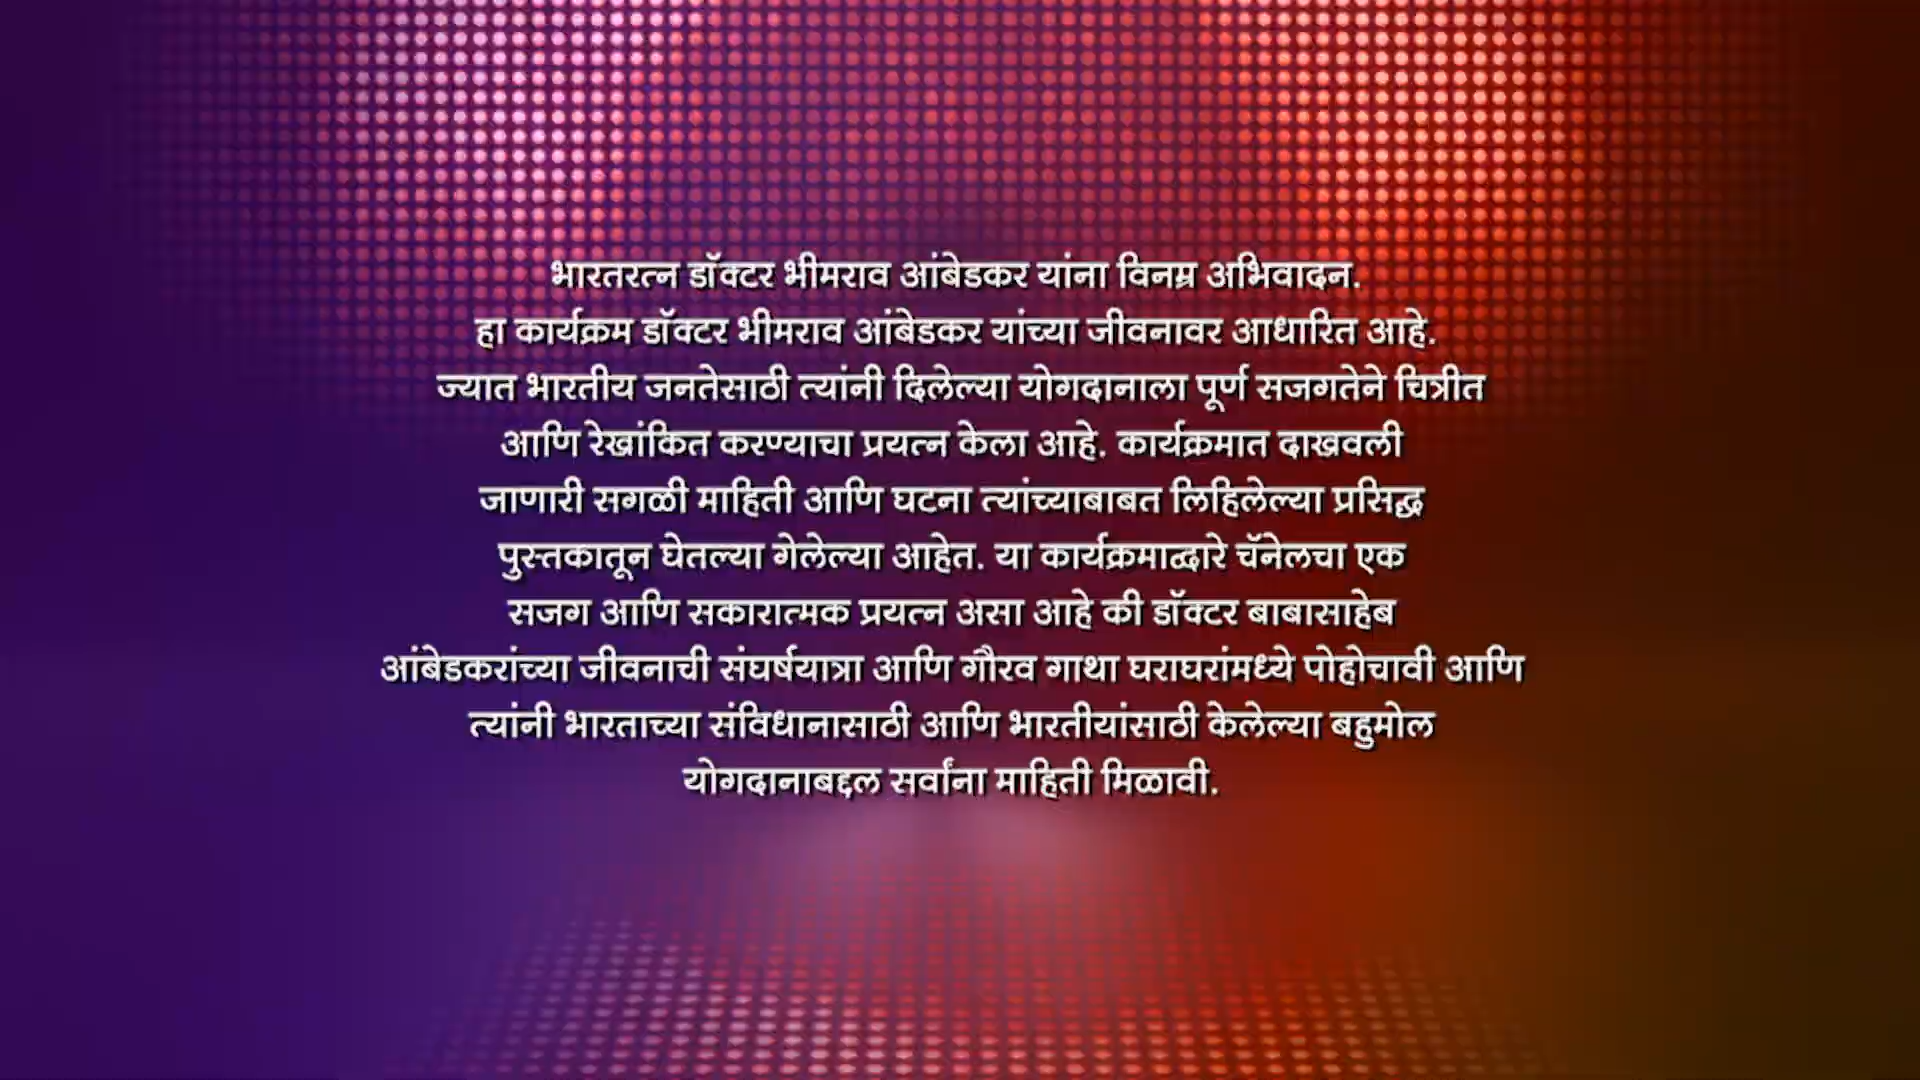 भारतरत्न डॉक्टर भीमराव आंबेडकर यांना विनम्र अभिवादन.
हा कार्यक्रम डॉक्टर भीमराव आंबेडकर यांच्या जीवनावर आधारित आहे.
ज्यात भारतीय जनतेसाठी त्यांनी दिलेल्या योगदानाला पूर्ण सजगतेने चित्रीत
आणि रेखांकित करण्याचा प्रयत्न केला आहे. कार्यक्रमात दाखवली
जाणारी सगळी माहिती आणि घटना त्यांच्याबाबत लिहिलेल्या प्रसिद्ध
पुस्तकातून घेतल्या गेलेल्या आहेत. या कार्यक्रमाद्वारे चॅनेलचा एक
सजग आणि सकारात्मक प्रयत्न असा आहे की डॉक्टर बाबासाहेब
आंबेडकरांच्या जीवनाची संघर्षयात्रा आणि गौरव गाथा घराघरांमध्ये पोहोचावी आणि
त्यांनी भारताच्या संविधानासाठी आणि भारतीयांसाठी केलेल्या बहुमोल
योगदानाबद्दल सर्वांना माहिती मिळावी.